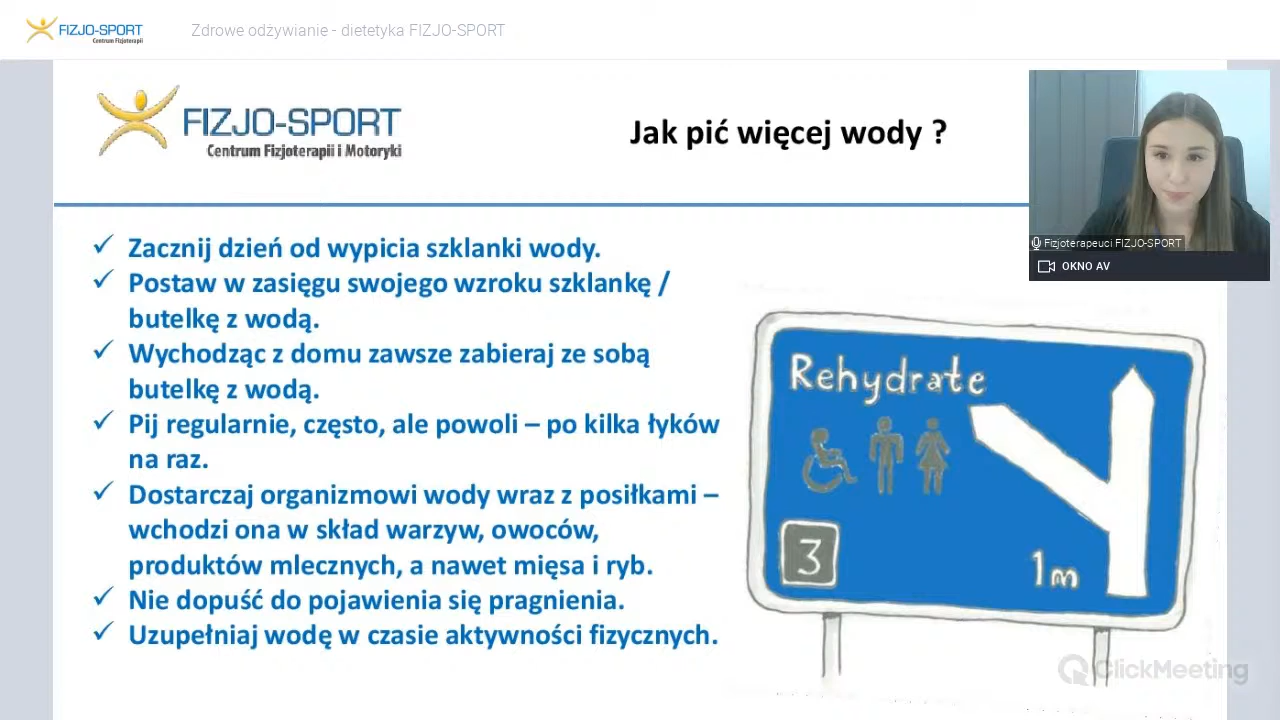 FIZJO-SPORT
Centrum Fizjoterapii
Zdrowe odżywianie - dietetyka FIZJO-SPORT
FIZJO-SPORT
Centrum Fizjoterapii i Motoryki
Jak pić więcej wody ?
Fizjoterapeuci FIZJO-SPORT
OKNO AV
✓ Zacznij dzień od wypicia szklanki wody.
✓ Postaw w zasięgu swojego wzroku szklankę /
butelkę z wodą.
✓ Wychodząc z domu zawsze zabieraj ze sobą
butelkę z wodą.
✓ Pij regularnie, często, ale powoli – po kilka łyków
na raz.
✓ Dostarczaj organizmowi wody wraz z posiłkami –
wchodzi ona w skład warzyw, owoców,
produktów mlecznych, a nawet mięsa i ryb.
✓ Nie dopuść do pojawienia się pragnienia.
✓ Uzupełniaj wodę w czasie aktywności fizycznych.
Rehydrate
3
1m
ClickMeeting